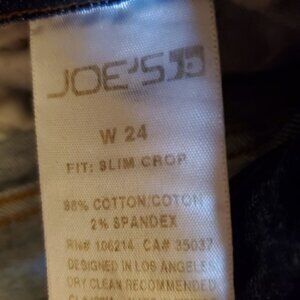 JOE'S
W 24
FIT: SLIM CROP
98% COTTON/COTON
2% SPANDEX
RN# 106214 CA# 35037
DESIGNED IN LOS ANGELES
DRY CLEAN RECOMMENDED